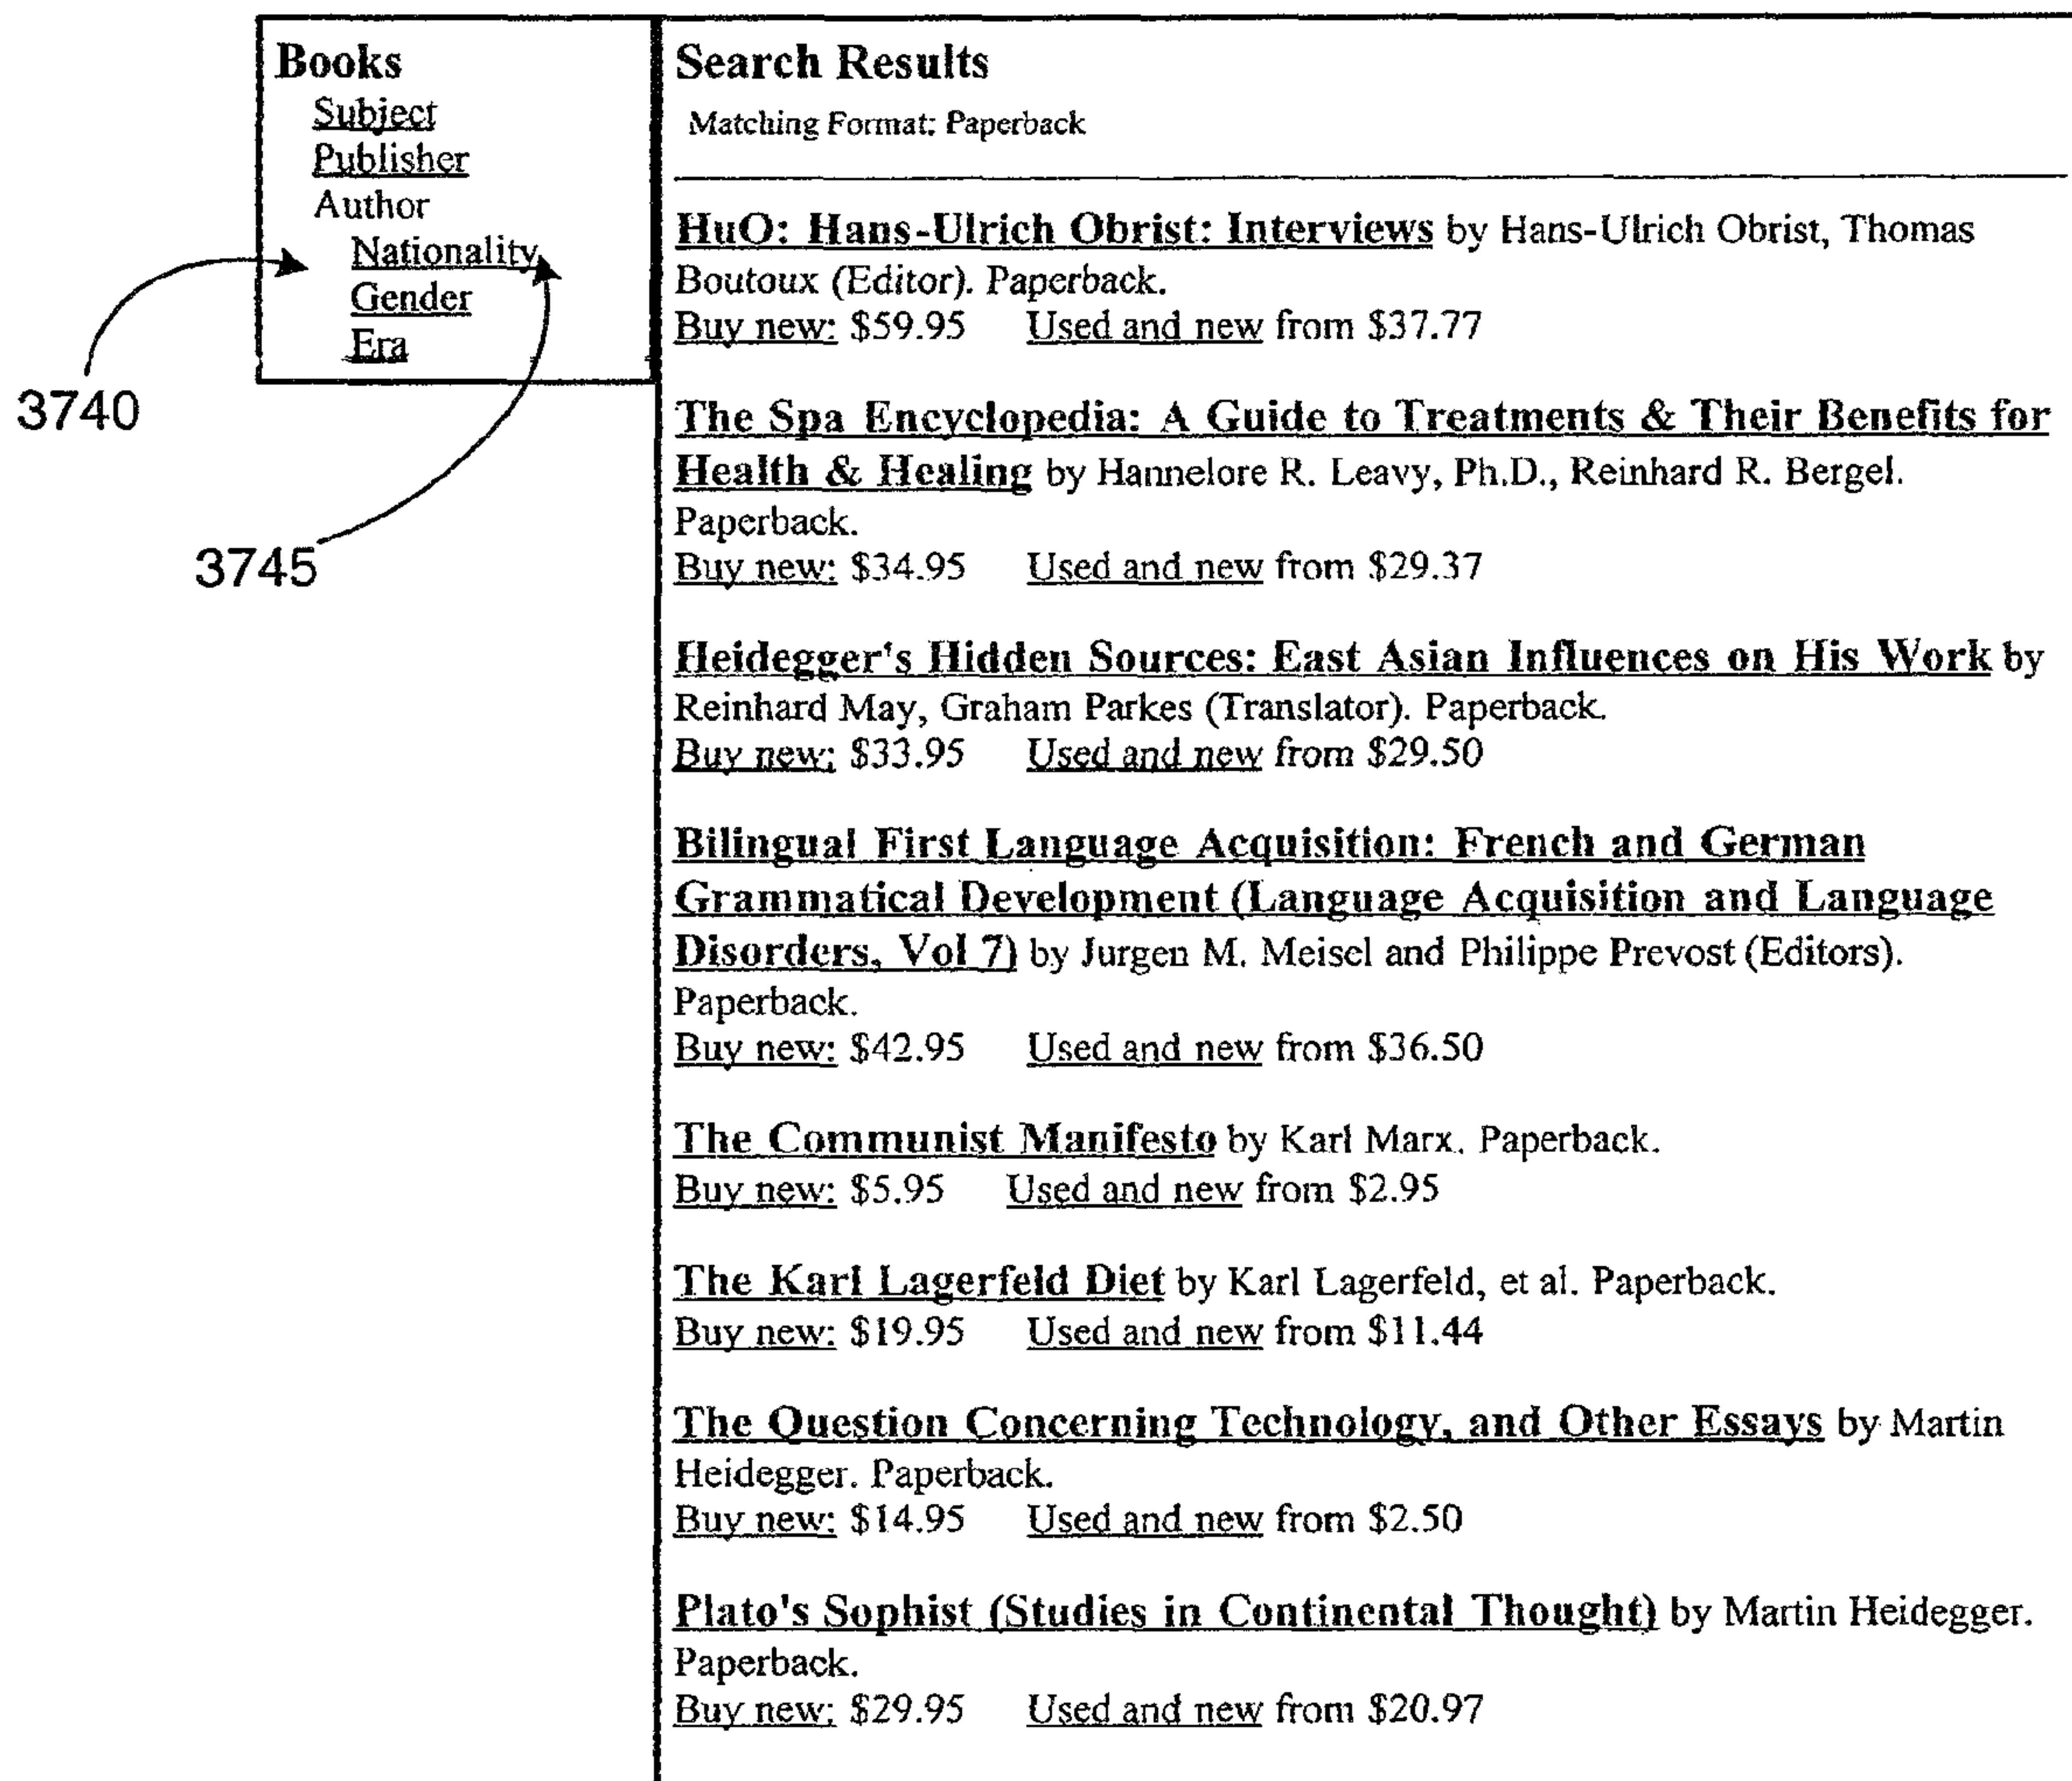 Books
Subject
Publisher
Author
Nationality
Gender
Era
3740
3745
Search Results
Matching Format: Paperback
HuO: Hans-Ulrich Obrist: Interviews by Hans-Ulrich Obrist, Thomas
Boutoux (Editor). Paperback.
Buy new: $59.95 Used and new from $37.77
The Spa Encyclopedia: A Guide to Treatments & Their Benefits for
Health & Healing by Hannelore R. Leavy, Ph.D., Reinhard R. Bergel.
Paperback.
Buy new: $34.95 Used and new from $29.37
Heidegger's Hidden Sources: East Asian Influences on His Work by
Reinhard May, Graham Parkes (Translator). Paperback.
Buy new: $33.95 Used and new from $29.50
Bilingual First Language Acquisition: French and German
Grammatical Development (Language Acquisition and Language
Disorders, Vol 7) by Jurgen M. Meisel and Philippe Prevost (Editors).
Paperback.
Buy new: $42.95 Used and new from $36.50
The Communist Manifesto by Karl Marx. Paperback.
Buy new: $5.95 Used and new from $2.95
The Karl Lagerfeld Diet by Karl Lagerfeld, et al. Paperback.
Buy new: $19.95 Used and new from $11.44
The Question Concerning Technology, and Other Essays by Martin
Heidegger. Paperback.
Buy new: $14.95 Used and new from $2.50
Plato's Sophist (Studies in Continental Thought) by Martin Heidegger.
Paperback.
Buy new: $29.95 Used and new from $20.97